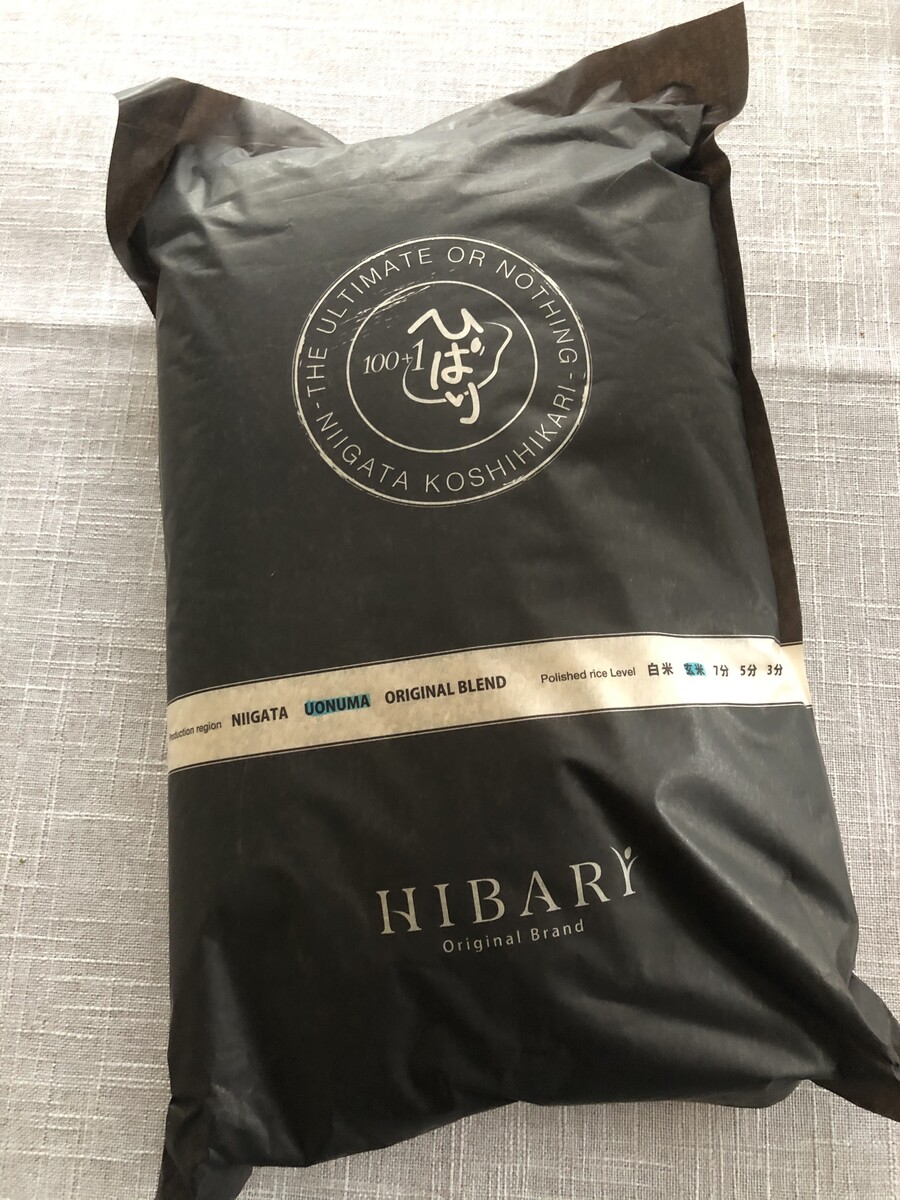 -THE ULTIMATE OR NOTHING-
100+1
ひばり
NIIGATA KOSHIHIKARI
Production region NIIGATA UONUMA ORIGINAL BLEND Polished rice Level 白米 玄米 7分 5分 3分
HIBARI
Original Brand